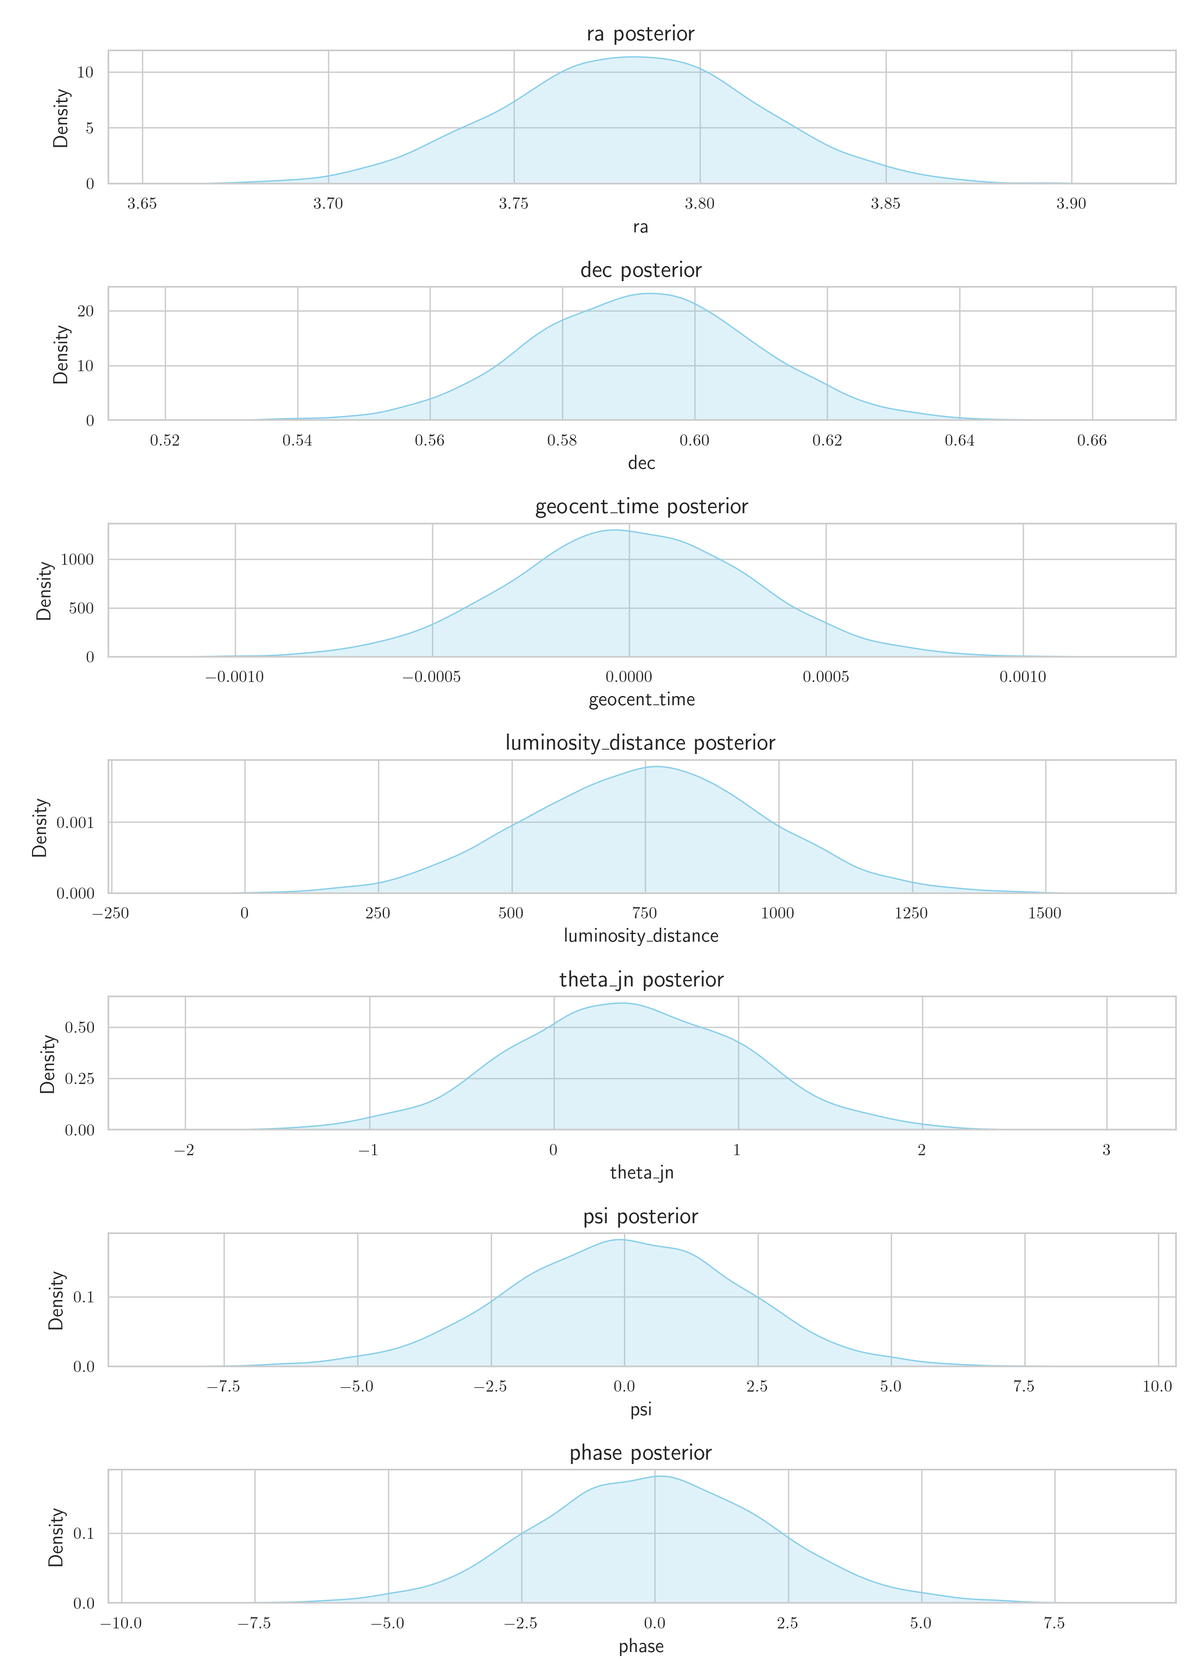 ra posterior
Density
10
5
0
3.65 3.70 3.75 3.80 3.85 3.90
ra
dec posterior
Density
20
10
0
0.52 0.54 0.56 0.58 0.60 0.62 0.64 0.66
dec
geocent_time posterior
Density
1000
500
0
−0.0010 −0.0005 0.0000 0.0005 0.0010
geocent_time
luminosity_distance posterior
Density
0.001
0.000
−250 0 250 500 750 1000 1250 1500
luminosity_distance
theta_jn posterior
Density
0.50
0.25
0.00
−2 −1 0 1 2 3
theta_jn
psi posterior
Density
0.1
0.0
−7.5 −5.0 −2.5 0.0 2.5 5.0 7.5 10.0
psi
phase posterior
Density
0.1
0.0
−10.0 −7.5 −5.0 −2.5 0.0 2.5 5.0 7.5
phase